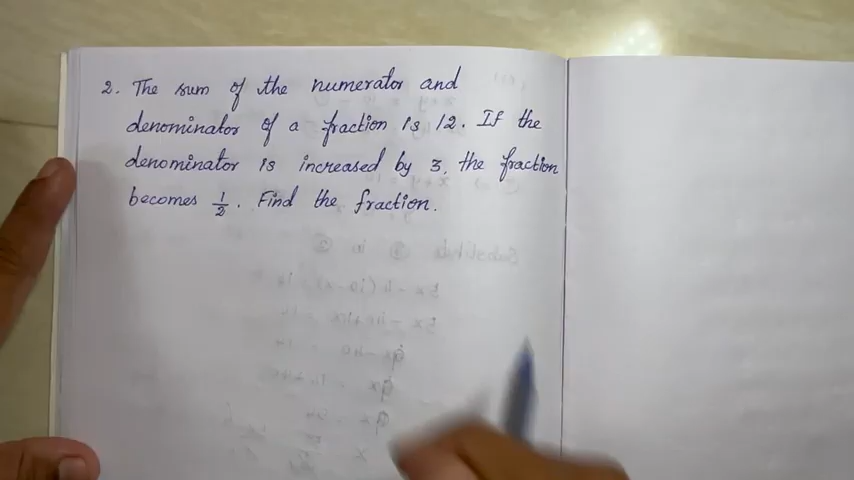 2. The sum of the numerator and
denominator of a fraction is 12. If the
denominator is increased by 3, the fraction
becomes 1/2. Find the fraction.